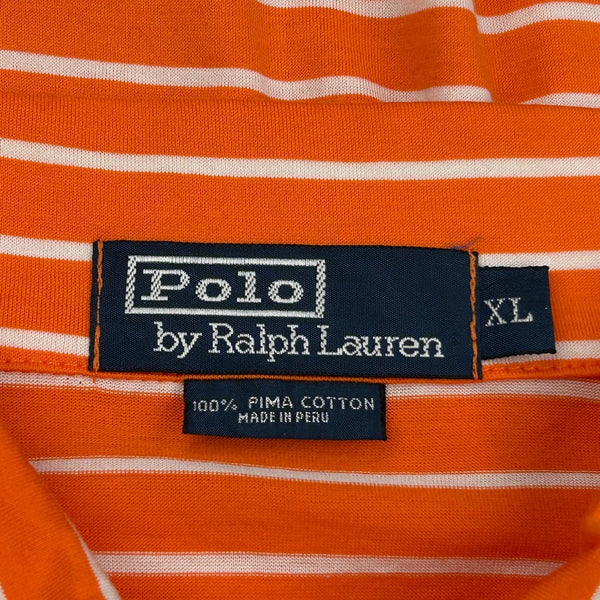 Polo
by Ralph Lauren
XL
100% PIMA COTTON
MADE IN PERU